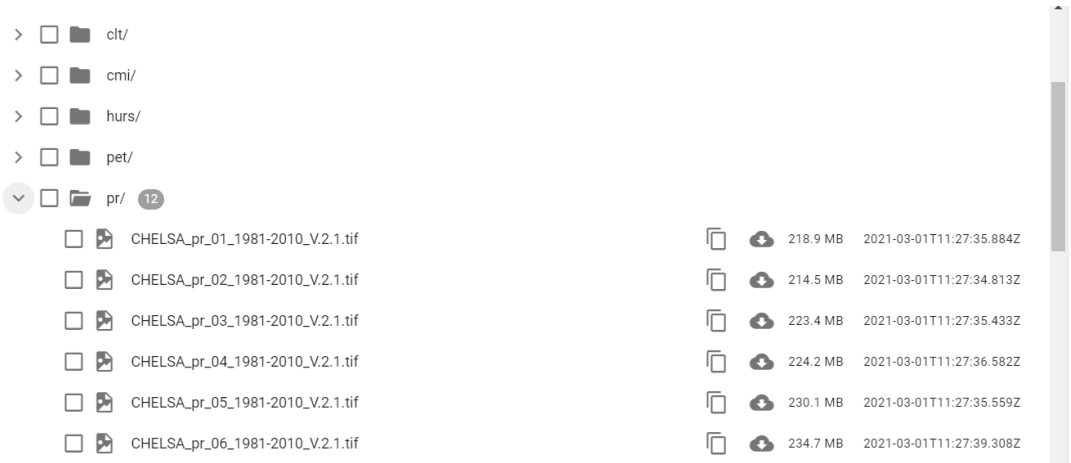 clt/
cmi/
hurs/
pet/
pr/ 12
CHELSA_pr_01_1981-2010_V.2.1.tif 218.9 MB 2021-03-01T11:27:35.884Z
CHELSA_pr_02_1981-2010_V.2.1.tif 214.5 MB 2021-03-01T11:27:34.813Z
CHELSA_pr_03_1981-2010_V.2.1.tif 223.4 MB 2021-03-01T11:27:35.433Z
CHELSA_pr_04_1981-2010_V.2.1.tif 224.2 MB 2021-03-01T11:27:36.582Z
CHELSA_pr_05_1981-2010_V.2.1.tif 230.1 MB 2021-03-01T11:27:35.559Z
CHELSA_pr_06_1981-2010_V.2.1.tif 234.7 MB 2021-03-01T11:27:39.308Z